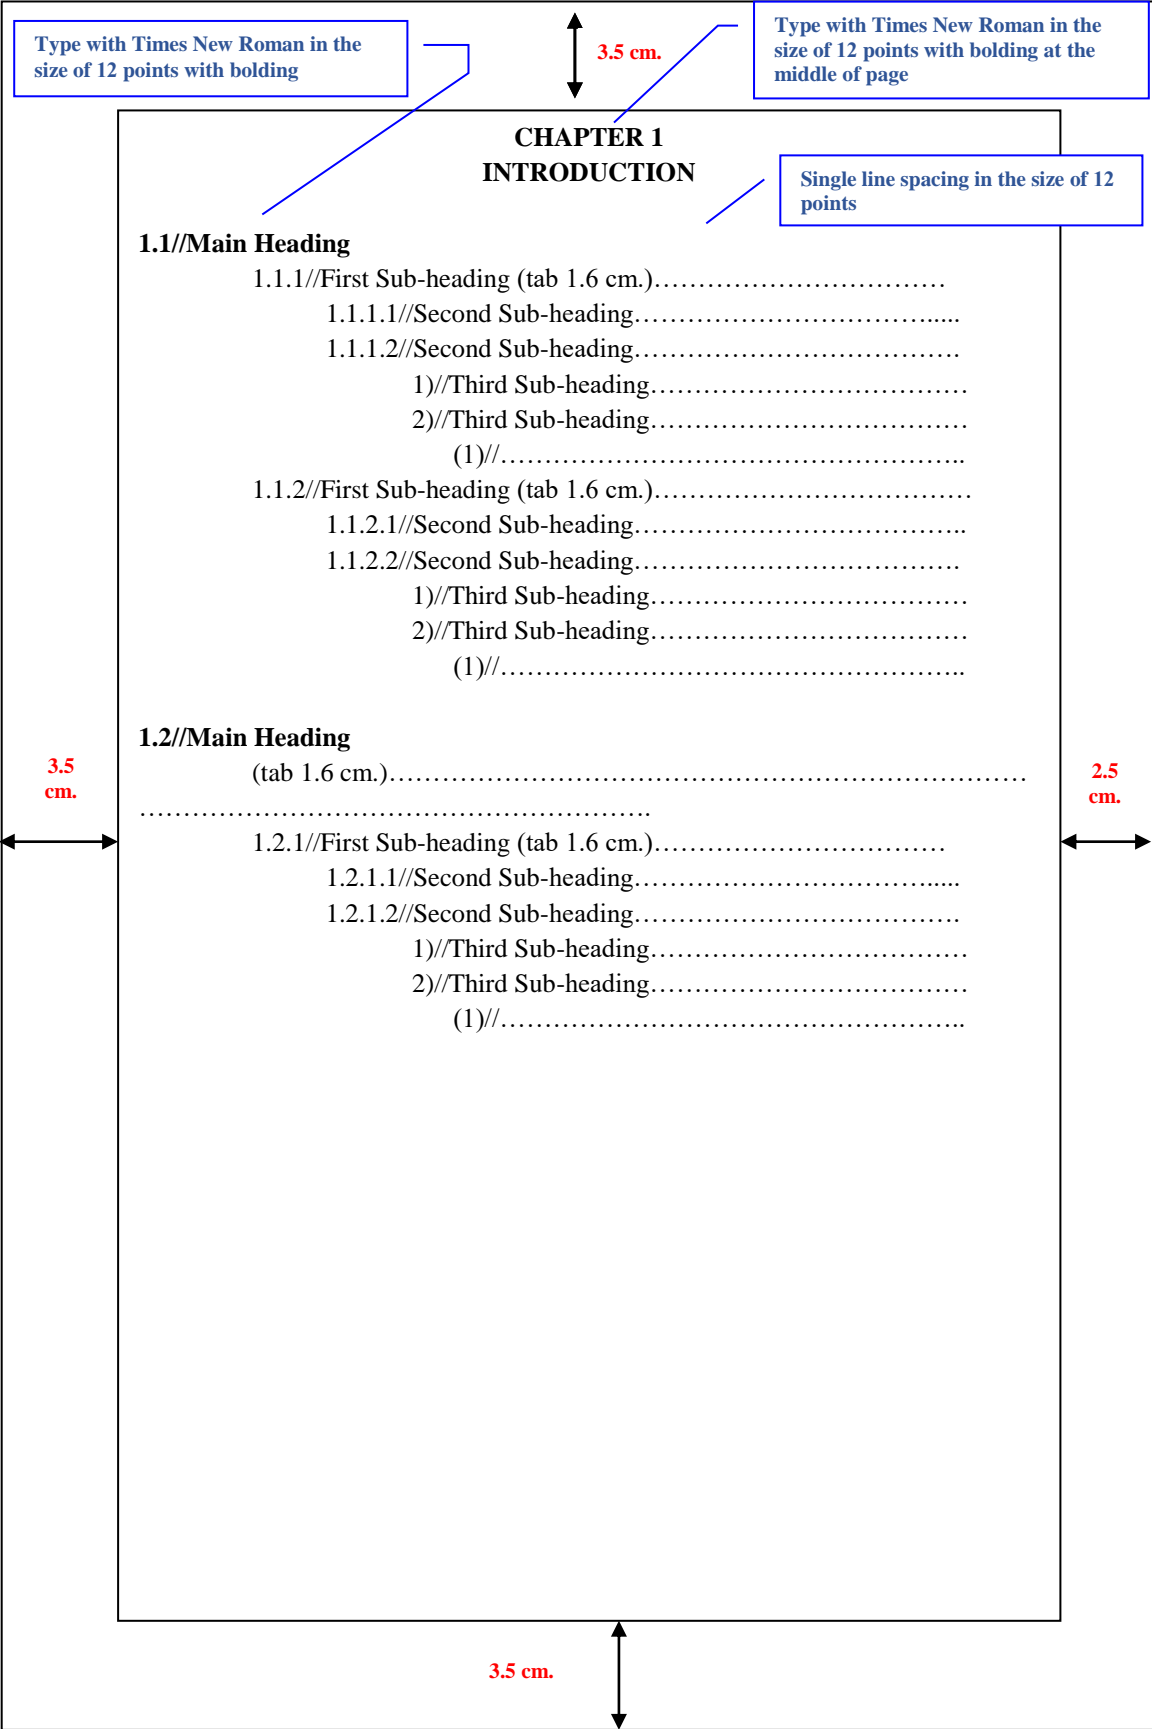 Type with Times New Roman in the
size of 12 points with bolding
3.5 cm.
Type with Times New Roman in the
size of 12 points with bolding at the
middle of page
CHAPTER 1
INTRODUCTION
Single line spacing in the size of 12
points
1.1//Main Heading
1.1.1//First Sub-heading (tab 1.6 cm.)……………………………
1.1.1.1//Second Sub-heading…………………………….....
1.1.1.2//Second Sub-heading……………………………….
1)//Third Sub-heading………………………………
2)//Third Sub-heading………………………………
(1)//……………………………………………..
1.1.2//First Sub-heading (tab 1.6 cm.)………………………………
1.1.2.1//Second Sub-heading………………………………..
1.1.2.2//Second Sub-heading……………………………….
1)//Third Sub-heading………………………………
2)//Third Sub-heading………………………………
(1)//……………………………………………..
1.2//Main Heading
(tab 1.6 cm.)………………………………………………………………
………………………………………………….
1.2.1//First Sub-heading (tab 1.6 cm.)……………………………
1.2.1.1//Second Sub-heading…………………………….....
1.2.1.2//Second Sub-heading……………………………….
1)//Third Sub-heading………………………………
2)//Third Sub-heading………………………………
(1)//……………………………………………..
3.5
cm.
2.5
cm.
3.5 cm.